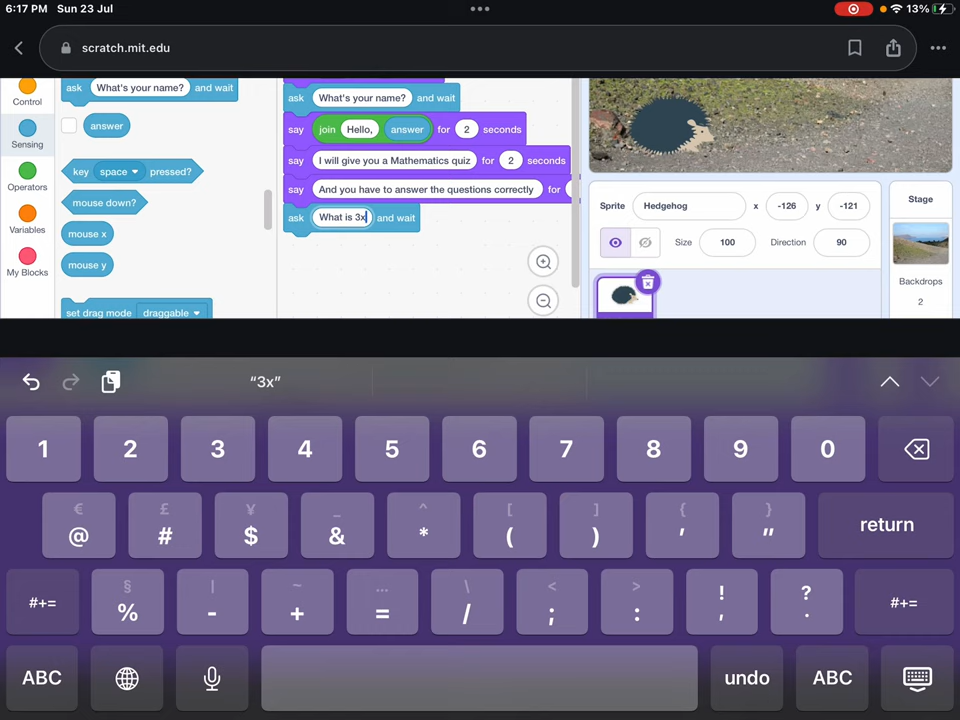 6:17 PM Sun 23 Jul 13%
scratch.mit.edu
Control
Sensing
Operators
Variables
My Blocks
ask What's your name? and wait
answer
key space pressed?
mouse down?
mouse x
mouse y
set drag mode draggable
ask What's your name? and wait
say join Hello, answer for 2 seconds
say I will give you a Mathematics quiz for 2 seconds
say And you have to answer the questions correctly for
ask What is 3x and wait
Sprite Hedgehog x -126 y -121
Size 100 Direction 90
Stage
Backdrops
2
“3x”
1 2 3 4 5 6 7 8 9 0
€ £ ¥ _ ^ [ ] { }
@ # $ & * ( ) ' " return
§ | ~ … \ < > ! ?
#+= % - + = / ; : , . #+=
ABC undo ABC